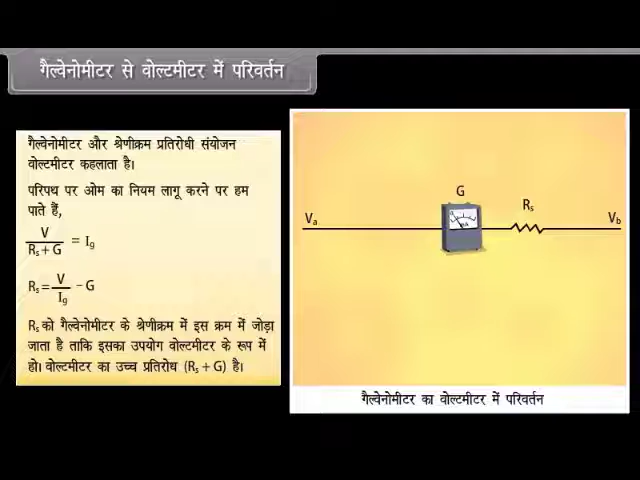 गैल्वेनोमीटर से वोल्टमीटर में परिवर्तन
गैल्वेनोमीटर और श्रेणीक्रम प्रतिरोधी संयोजन
वोल्टमीटर कहलाता है।
परिपथ पर ओम का नियम लागू करने पर हम
पाते हैं,
V / (Rs + G) = Ig
Rs = V / Ig − G
Rs को गैल्वेनोमीटर के श्रेणीक्रम में इस क्रम में जोड़ा
जाता है ताकि इसका उपयोग वोल्टमीटर के रूप में
हो। वोल्टमीटर का उच्च प्रतिरोध (Rs + G) है।
G
Rs
Va
Vb
गैल्वेनोमीटर का वोल्टमीटर में परिवर्तन